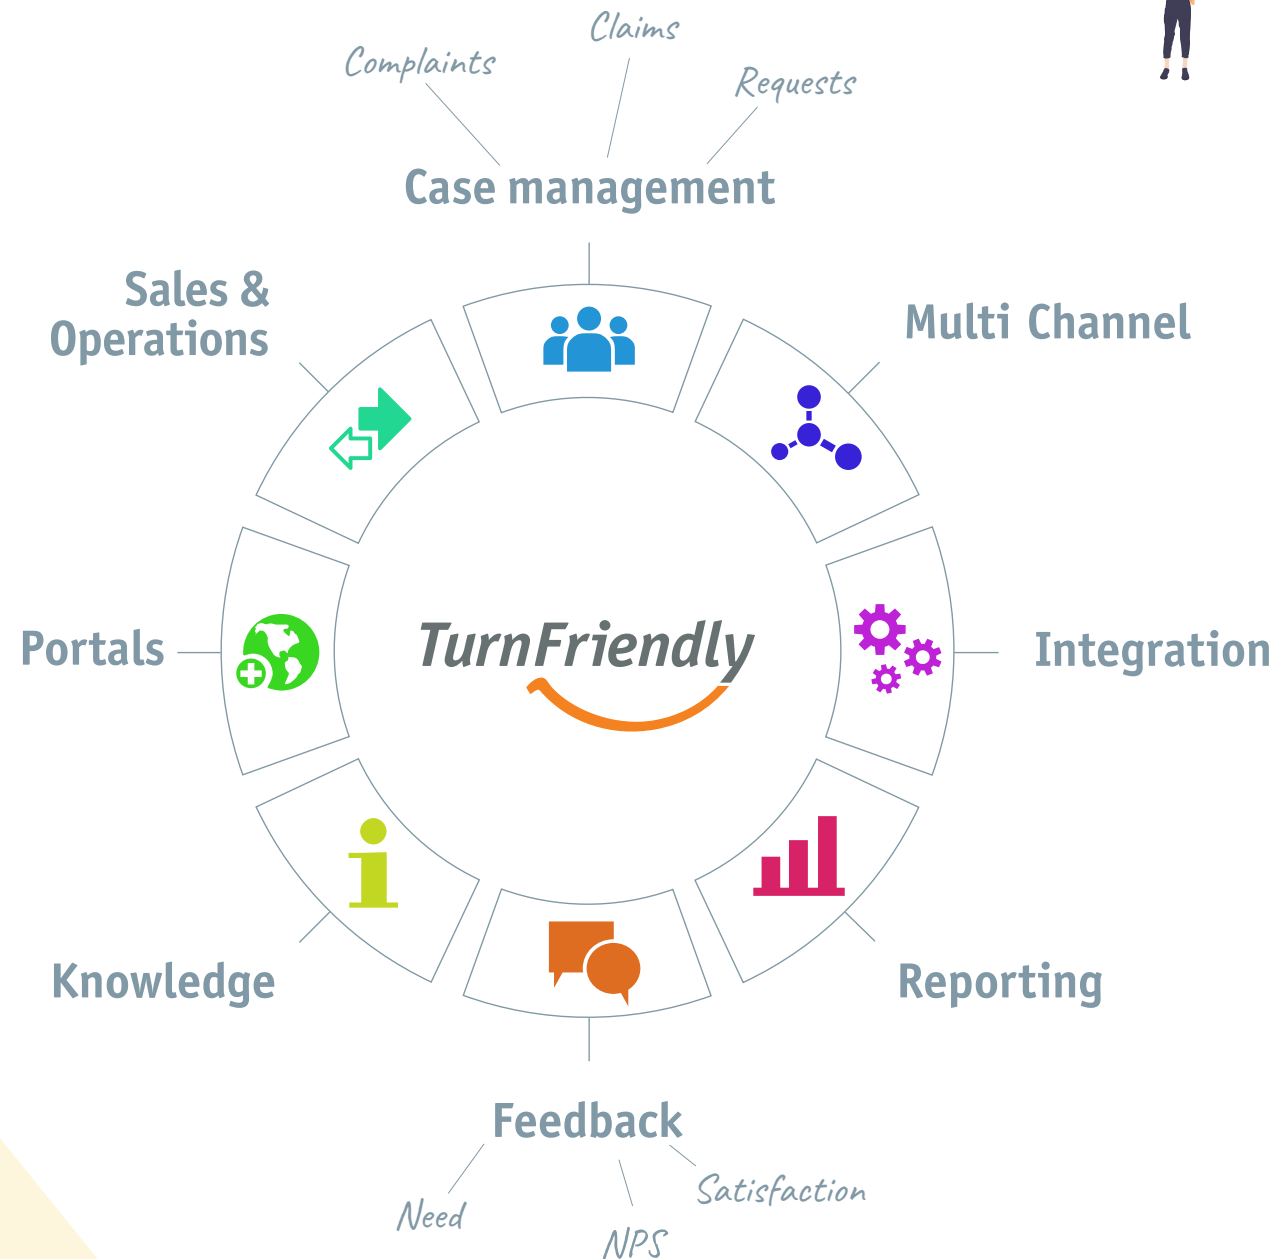 Claims
Complaints
Requests
Case management
Sales &
Operations
Multi Channel
Portals
TurnFriendly
Integration
Knowledge
Reporting
Feedback
Need
NPS
Satisfaction